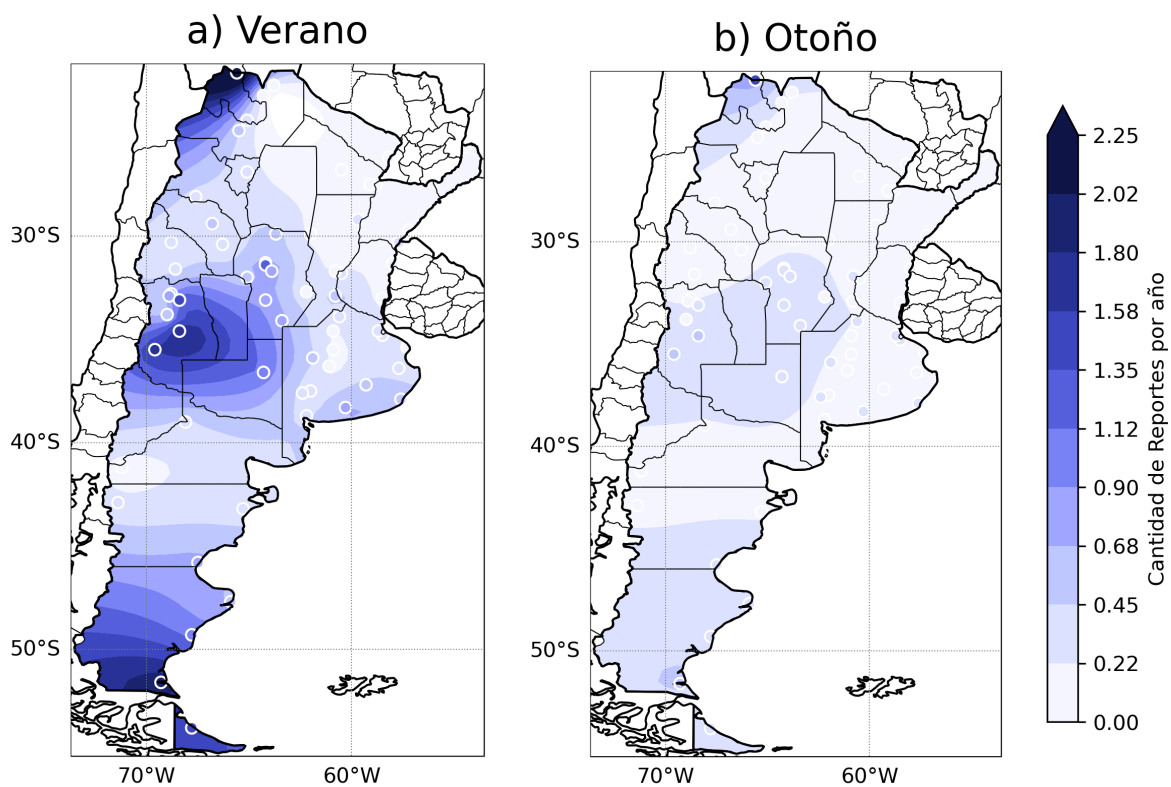 a) Verano
b) Otoño
30°S
40°S
50°S
70°W
60°W
30°S
40°S
50°S
70°W
60°W
2.25
2.02
1.80
1.58
1.35
1.12
0.90
0.68
0.45
0.22
0.00
Cantidad de Reportes por año